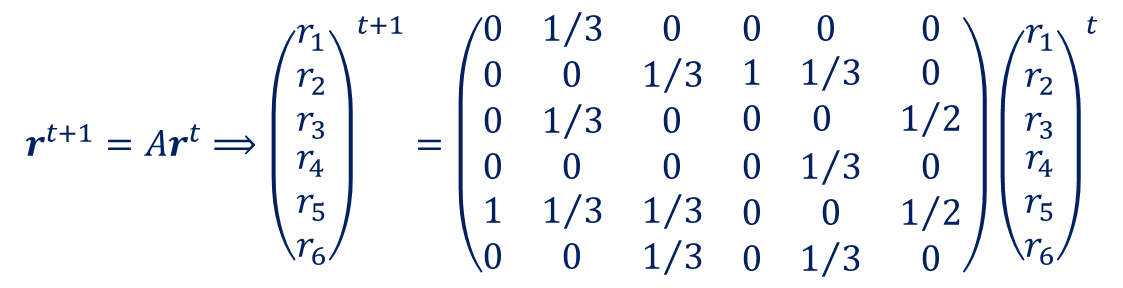 r₁ t+1 0 1/3 0 0 0 0 r₁ t
r₂ 0 0 1/3 1 1/3 0 r₂
r₃ 0 1/3 0 0 0 1/2 r₃
𝒓ᵗ⁺¹ = A𝒓ᵗ ⟹ =
r₄ 0 0 0 0 1/3 0 r₄
r₅ 1 1/3 1/3 0 0 1/2 r₅
r₆ 0 0 1/3 0 1/3 0 r₆